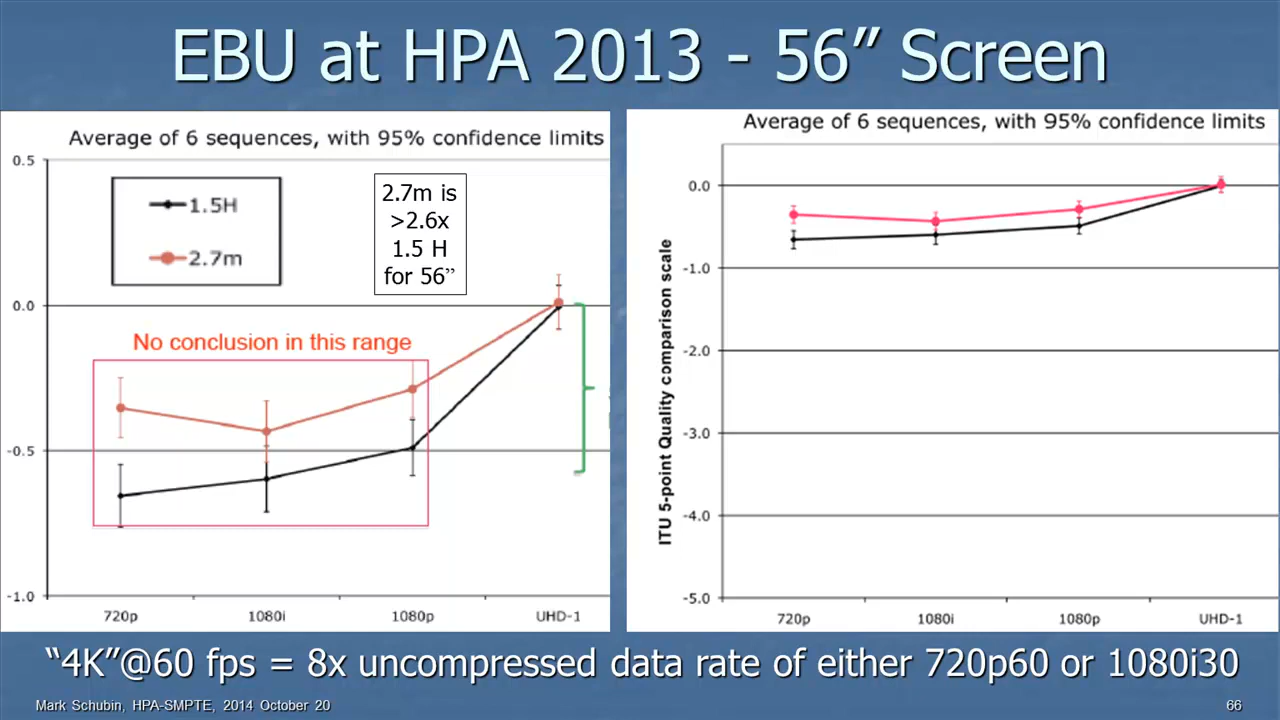 EBU at HPA 2013 - 56” Screen
Average of 6 sequences, with 95% confidence limits
0.5
1.5H
2.7m
2.7m is
>2.6x
1.5 H
for 56”
0.0
No conclusion in this range
-0.5
-1.0
720p
1080i
1080p
UHD-1
Average of 6 sequences, with 95% confidence limits
ITU 5-point Quality comparison scale
0.0
-1.0
-2.0
-3.0
-4.0
-5.0
720p
1080i
1080p
UHD-1
“4K”@60 fps = 8x uncompressed data rate of either 720p60 or 1080i30
Mark Schubin, HPA-SMPTE, 2014 October 20
66